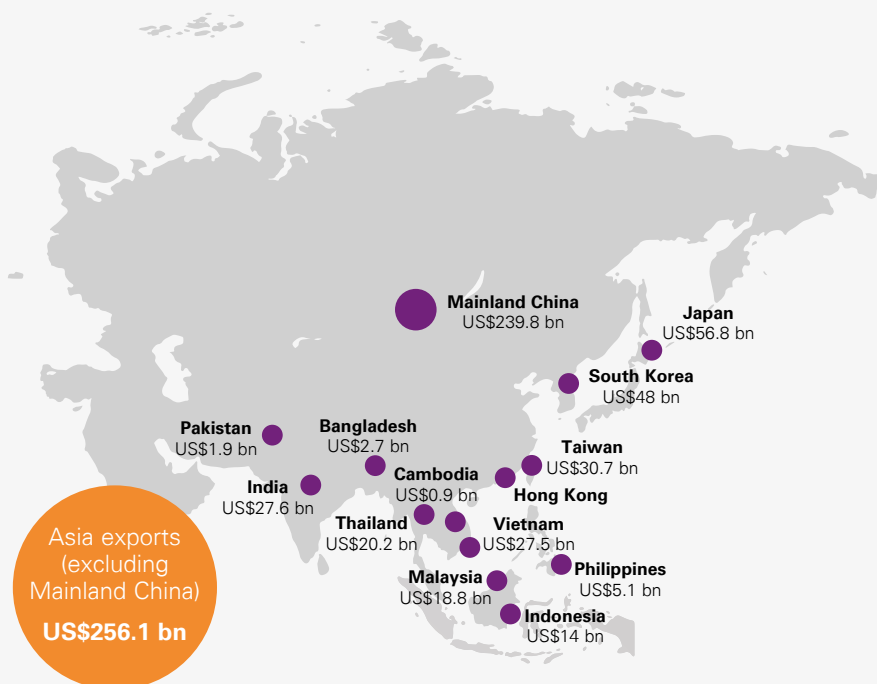 Mainland China
US$239.8 bn
Japan
US$56.8 bn
South Korea
US$48 bn
Pakistan
US$1.9 bn
Bangladesh
US$2.7 bn
Taiwan
US$30.7 bn
India
US$27.6 bn
Cambodia
US$0.9 bn
Hong Kong
Thailand
US$20.2 bn
Vietnam
US$27.5 bn
Malaysia
US$18.8 bn
Philippines
US$5.1 bn
Indonesia
US$14 bn
Asia exports
(excluding
Mainland China)
US$256.1 bn